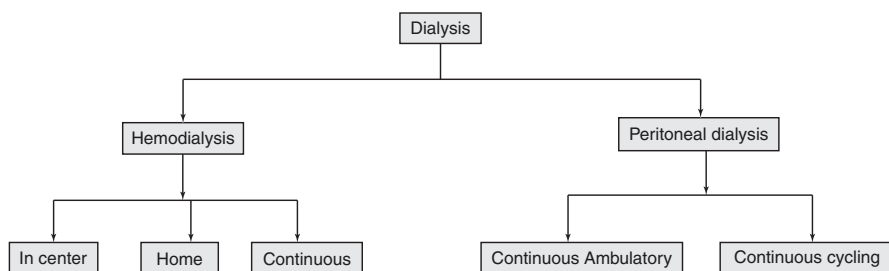 Dialysis
Hemodialysis
Peritoneal dialysis
In center
Home
Continuous
Continuous Ambulatory
Continuous cycling